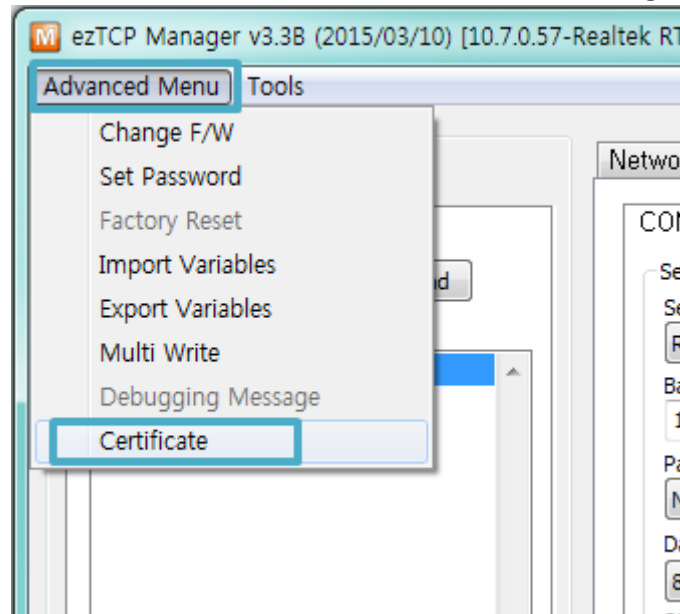 M ezTCP Manager v3.3B (2015/03/10) [10.7.0.57-Realtek
Advanced Menu Tools
Change F/W
Set Password
Factory Reset
Import Variables
Export Variables
Multi Write
Debugging Message
Certificate